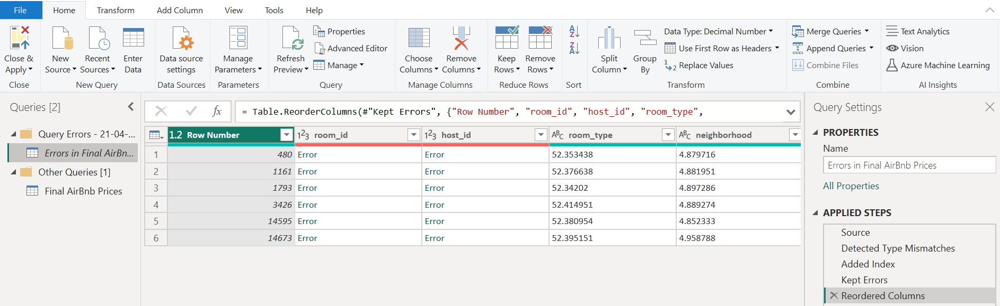 File Home Transform Add Column View Tools Help
Close & Apply
Close
New Source
Recent Sources
Enter Data
New Query
Data source settings
Data Sources
Manage Parameters
Parameters
Refresh Preview
Properties
Advanced Editor
Manage
Query
Choose Columns
Remove Columns
Manage Columns
Keep Rows
Remove Rows
Reduce Rows
A
Z
Z
A
Sort
Split Column
Group By
Data Type: Decimal Number
Use First Row as Headers
1 2 Replace Values
Transform
Merge Queries
Append Queries
Combine Files
Combine
Text Analytics
Vision
Azure Machine Learning
AI Insights
Queries [2]
Query Errors - 21-04-...
Errors in Final AirBn...
Other Queries [1]
Final AirBnb Prices
fx = Table.ReorderColumns(#"Kept Errors", {"Row Number", "room_id", "host_id", "room_type",
1.2 Row Number 123 room_id 123 host_id ABC room_type ABC neighborhood
1 480 Error Error 52.353438 4.879716
2 1161 Error Error 52.376638 4.881951
3 1793 Error Error 52.34202 4.897286
4 3426 Error Error 52.414951 4.889274
5 14595 Error Error 52.380954 4.852333
6 14673 Error Error 52.395151 4.958788
Query Settings
PROPERTIES
Name
Errors in Final AirBnb Prices
All Properties
APPLIED STEPS
Source
Detected Type Mismatches
Added Index
Kept Errors
Reordered Columns